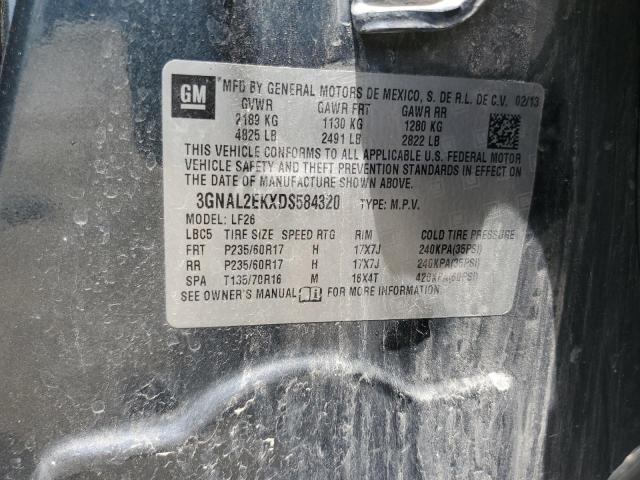 GM
MFD BY GENERAL MOTORS DE MEXICO, S. DE R.L. DE C.V. 02/13
GVWR GAWR FRT GAWR RR
2189 KG 1130 KG 1280 KG
4825 LB 2491 LB 2822 LB
THIS VEHICLE CONFORMS TO ALL APPLICABLE U.S. FEDERAL MOTOR
VEHICLE SAFETY AND THEFT PREVENTION STANDARDS IN EFFECT ON
THE DATE OF MANUFACTURE SHOWN ABOVE.
3GNAL2EKXDS584320 TYPE: M.P.V.
MODEL: LF26
LBC5 TIRE SIZE SPEED RTG RIM COLD TIRE PRESSURE
FRT P235/60R17 H 17X7J 240KPA(35PSI)
RR P235/60R17 H 17X7J 240KPA(35PSI)
SPA T135/70R16 M 16X4T 420KPA(60PSI)
SEE OWNER'S MANUAL FOR MORE INFORMATION.